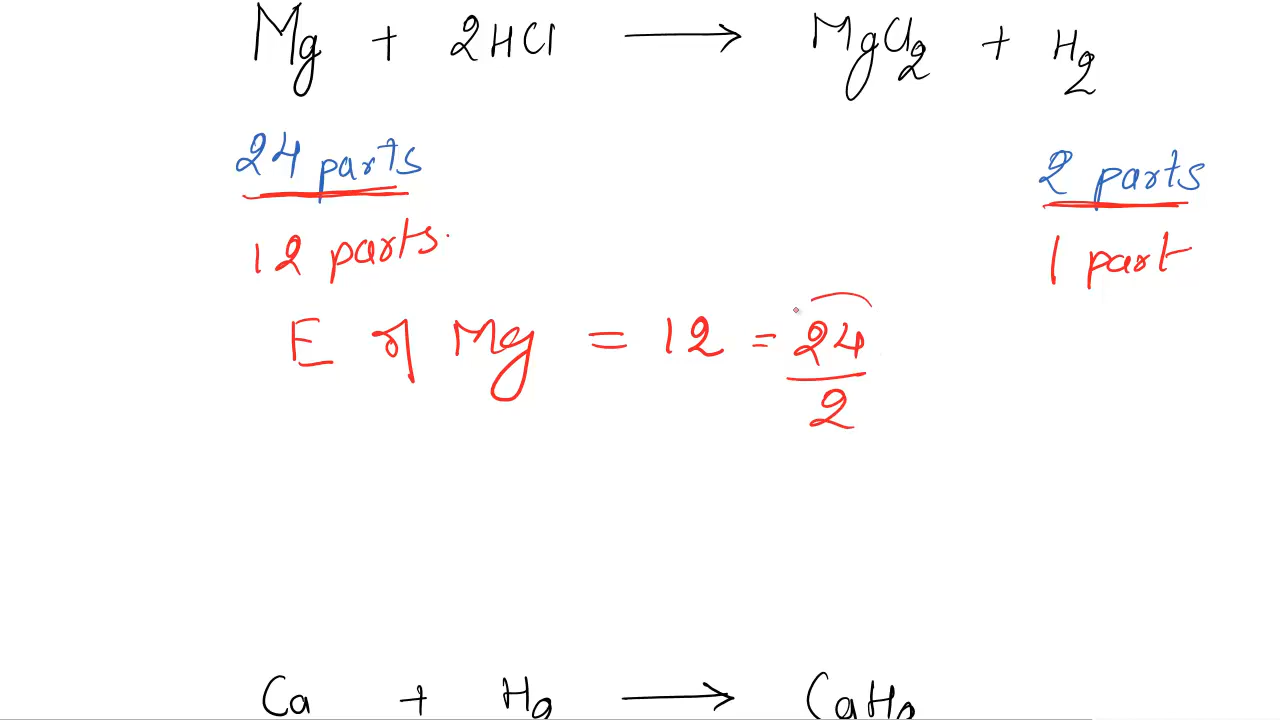 Mg + 2HCl ⟶ MgCl₂ + H₂
24 parts 2 parts
12 parts. 1 part
E of Mg = 12 = 24/2
Ca + H₂ ⟶ CaH₂